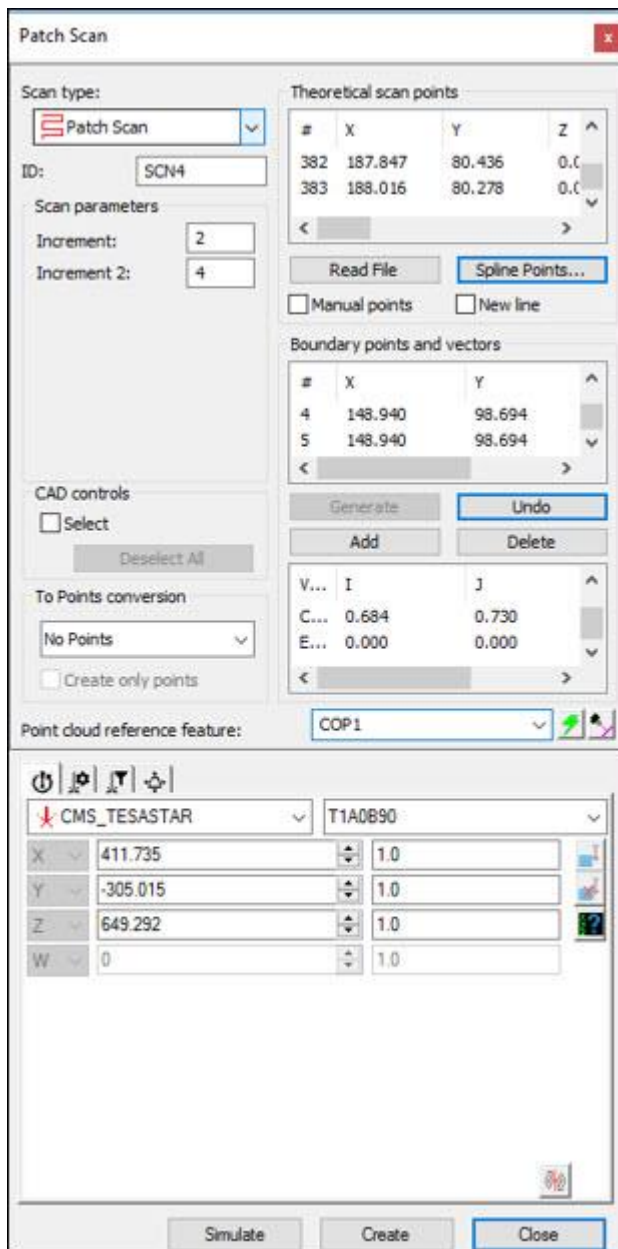 Patch Scan
x
Scan type:
Patch Scan
ID: SCN4
Scan parameters
Increment: 2
Increment 2: 4
CAD controls
Select
Deselect All
To Points conversion
No Points
Create only points
Theoretical scan points
# X Y Z
382 187.847 80.436 0.0
383 188.016 80.278 0.0
Read File Spline Points...
Manual points New line
Boundary points and vectors
# X Y
4 148.940 98.694
5 148.940 98.694
Generate Undo
Add Delete
V... I J
C... 0.684 0.730
E... 0.000 0.000
Point cloud reference feature: COP1
CMS_TESASTAR T1A0B90
X 411.735 1.0
Y -305.015 1.0
Z 649.292 1.0
W 0 1.0
Simulate Create Close